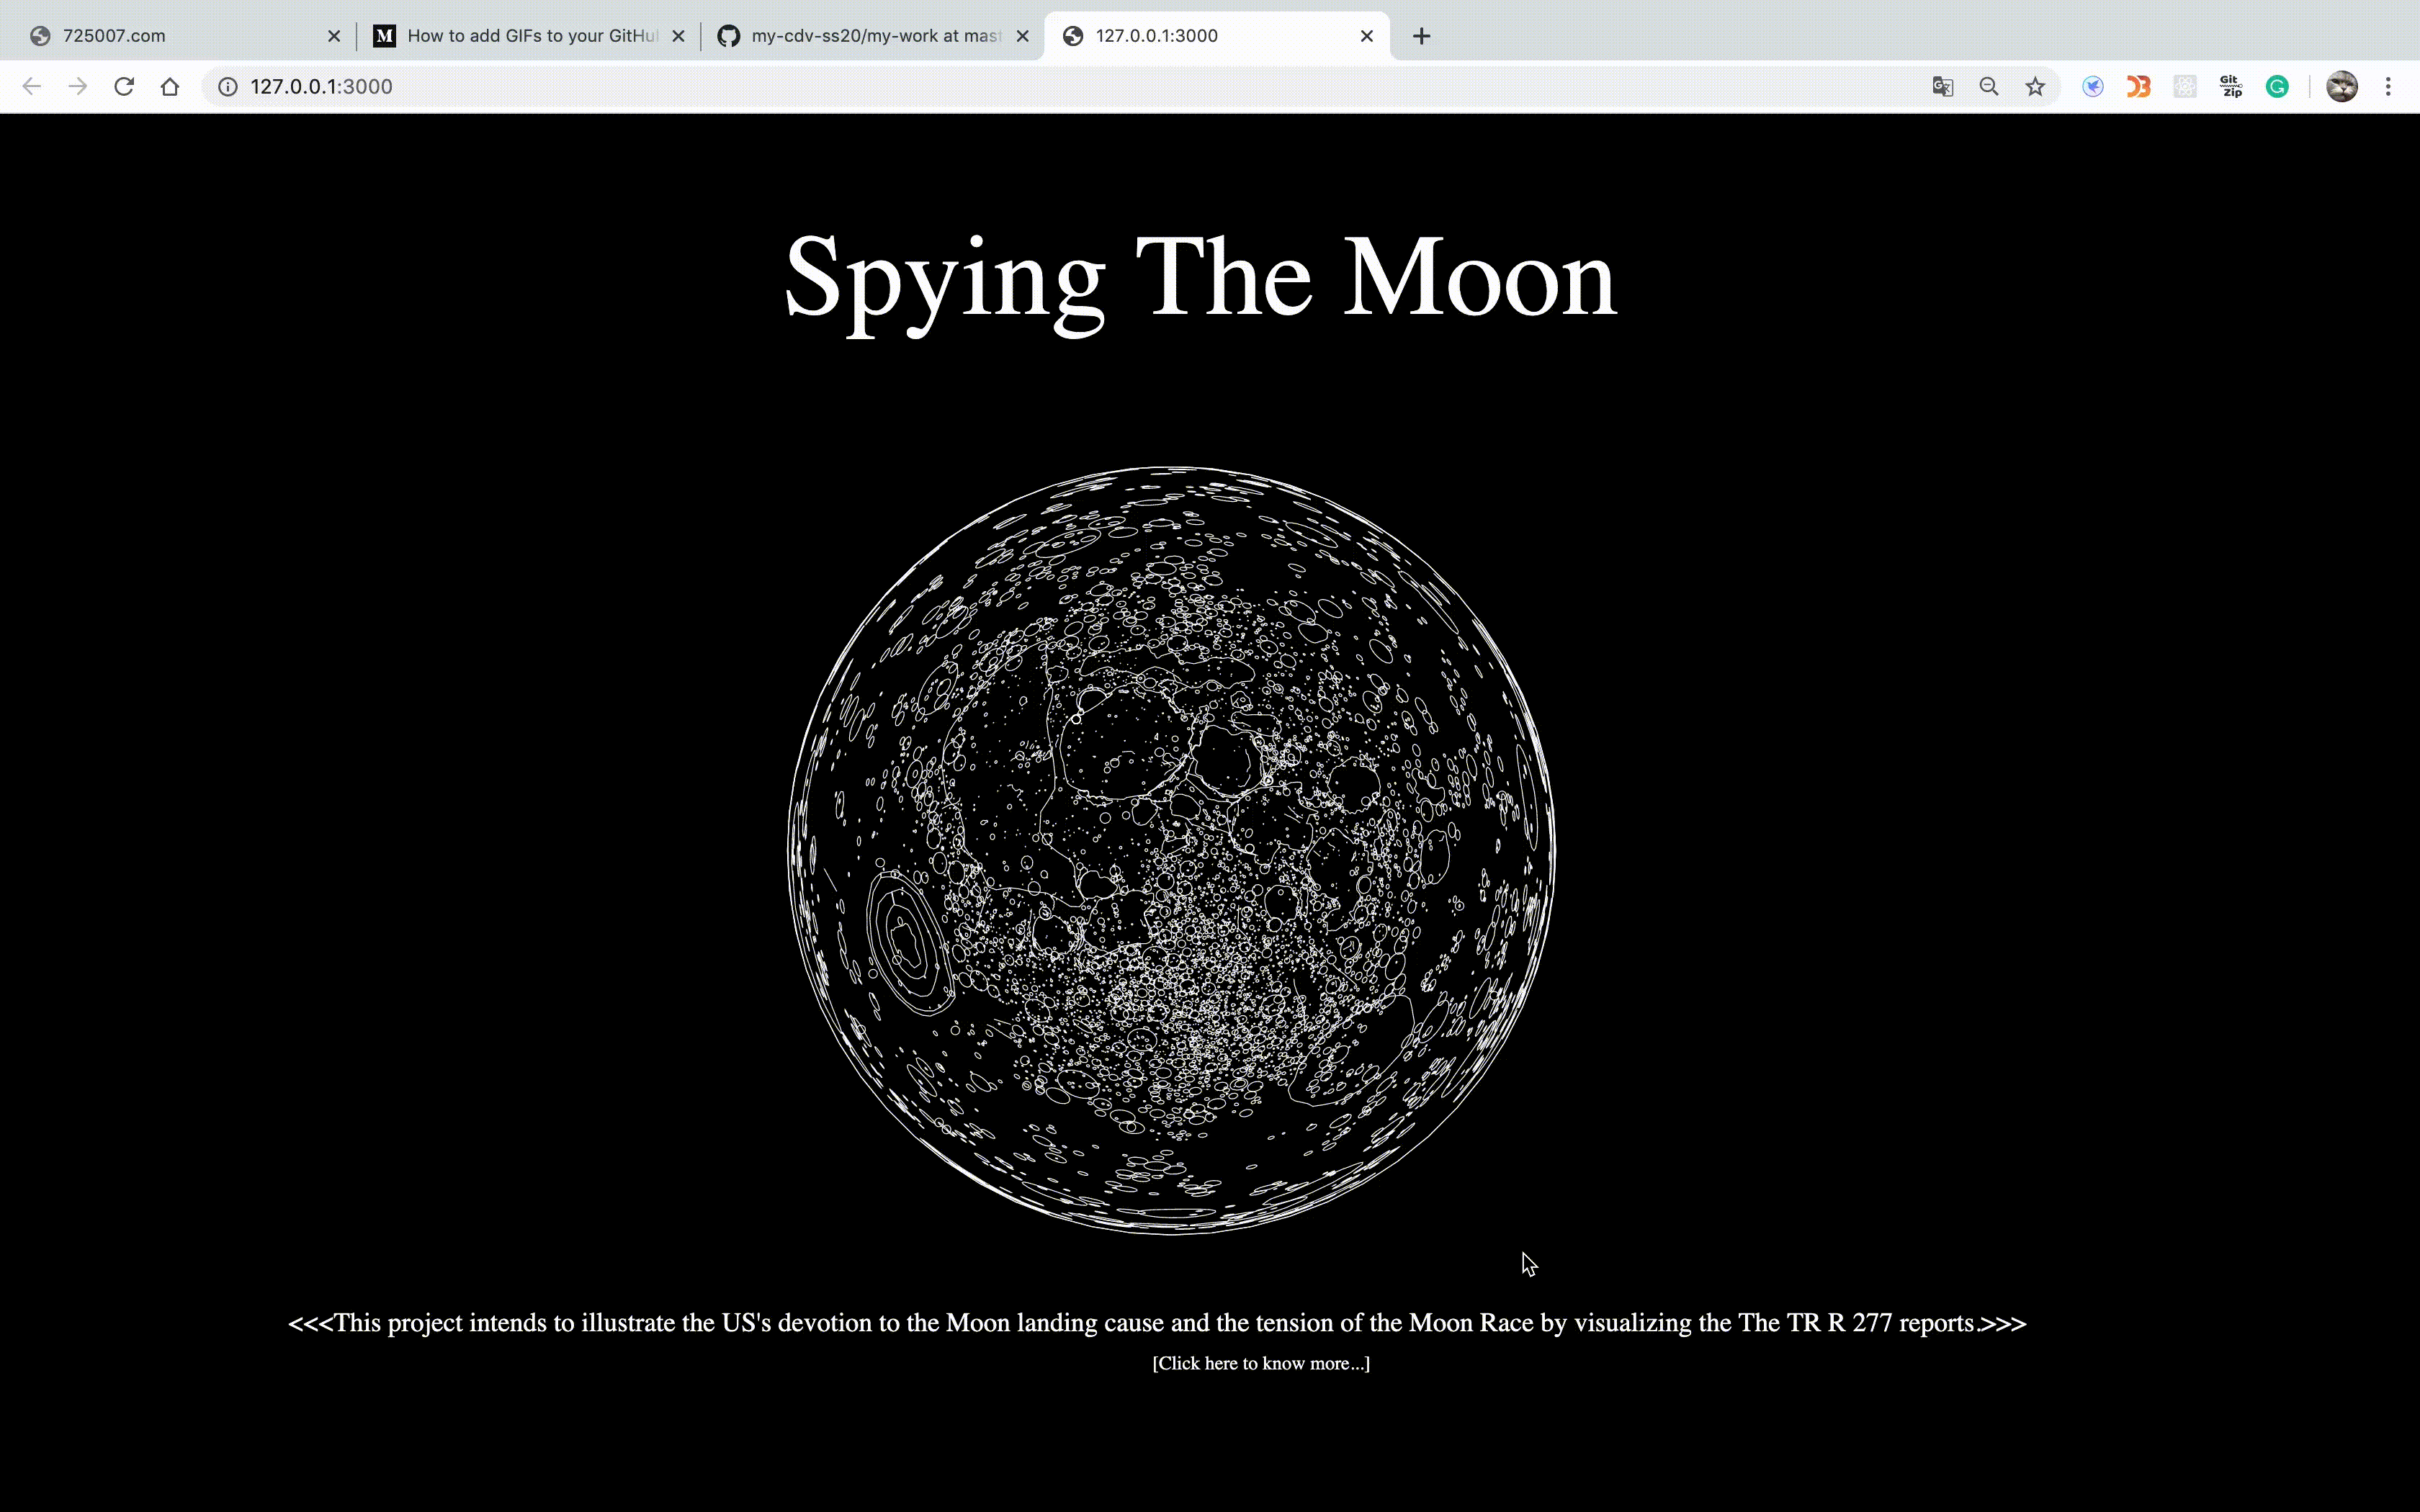 725007.com
How to add GIFs to your GitHu
my-cdv-ss20/my-work at mast
127.0.0.1:3000
127.0.0.1:3000
Git
Zip
Spying The Moon
<<<This project intends to illustrate the US's devotion to the Moon landing cause and the tension of the Moon Race by visualizing the The TR R 277 reports.>>>
[Click here to know more...]